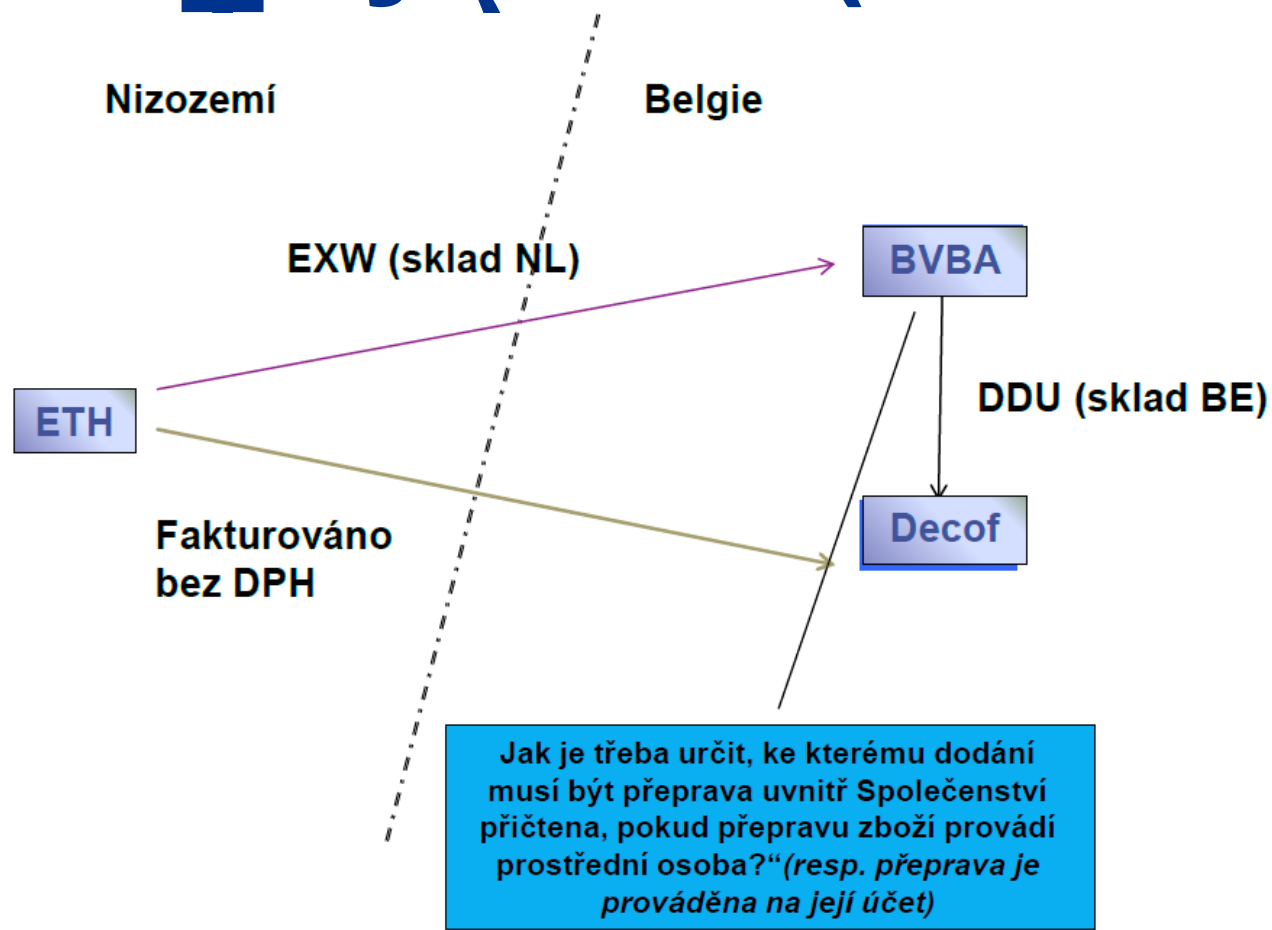 Nizozemí
Belgie
EXW (sklad NL)
BVBA
ETH
DDU (sklad BE)
Decof
Fakturováno
bez DPH
Jak je třeba určit, ke kterému dodání
musí být přeprava uvnitř Společenství
přičtena, pokud přepravu zboží provádí
prostřední osoba?“(resp. přeprava je
prováděna na její účet)